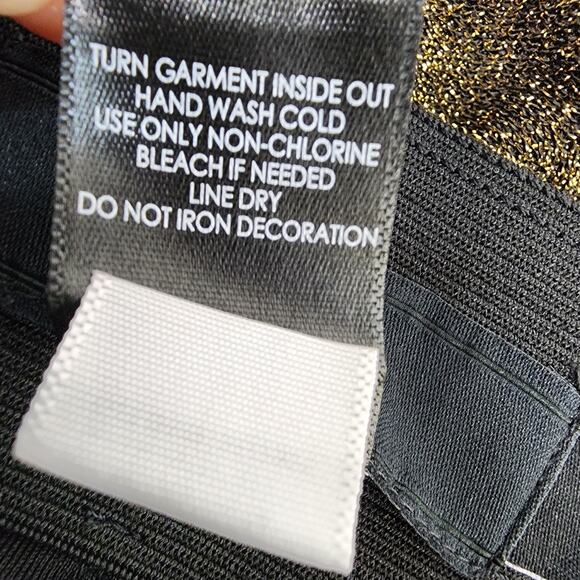 TURN GARMENT INSIDE OUT
HAND WASH COLD
USE ONLY NON-CHLORINE
BLEACH IF NEEDED
LINE DRY
DO NOT IRON DECORATION